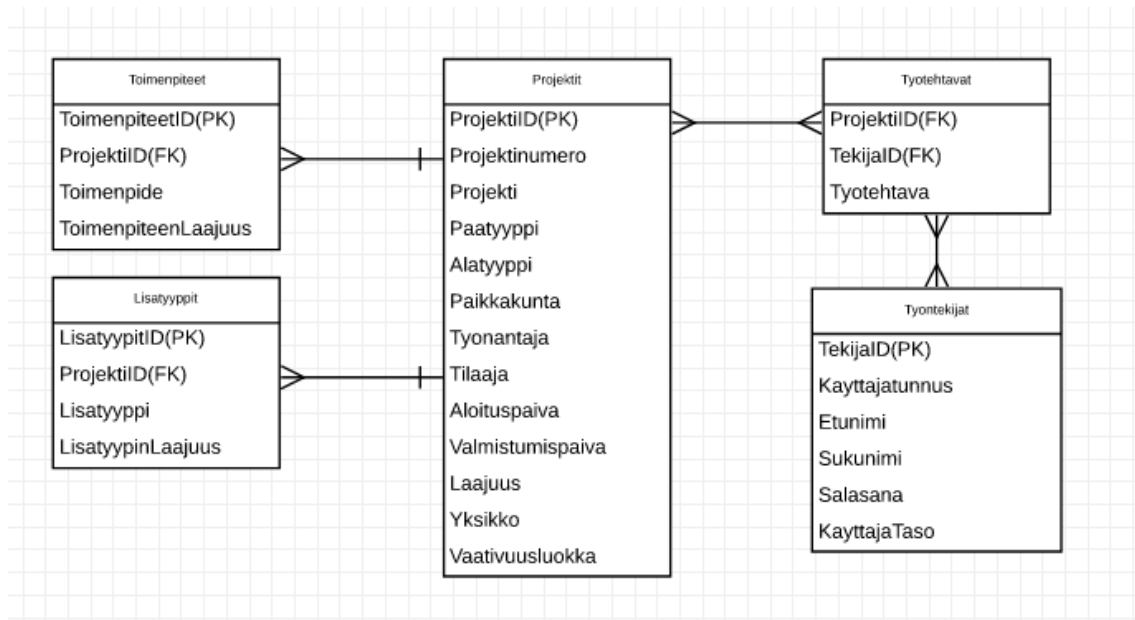 Toimenpiteet
ToimenpiteetID(PK)
ProjektiID(FK)
Toimenpide
ToimenpiteenLaajuus
Lisatyyppit
LisatyypitID(PK)
ProjektiID(FK)
Lisatyyppi
LisatyypinLaajuus
Projektit
ProjektiID(PK)
Projektinumero
Projekti
Paatyyppi
Alatyyppi
Paikkakunta
Tyonantaja
Tilaaja
Aloituspaiva
Valmistumispaiva
Laajuus
Yksikko
Vaativuusluokka
Tyotehtavat
ProjektiID(FK)
TekijaID(FK)
Tyotehtava
Tyontekijat
TekijaID(PK)
Kayttajatunnus
Etunimi
Sukunimi
Salasana
KayttajaTaso